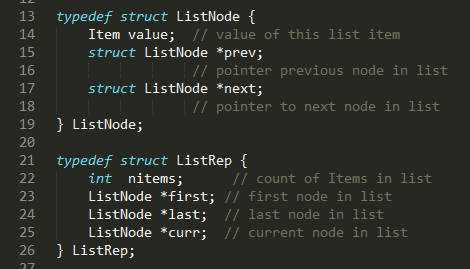 13 typedef struct ListNode {
14     Item value;  // value of this list item
15     struct ListNode *prev;
16                  // pointer previous node in list
17     struct ListNode *next;
18                  // pointer to next node in list
19 } ListNode;
20
21 typedef struct ListRep {
22     int  nitems;      // count of Items in list
23     ListNode *first; // first node in list
24     ListNode *last;  // last node in list
25     ListNode *curr;  // current node in list
26 } ListRep;